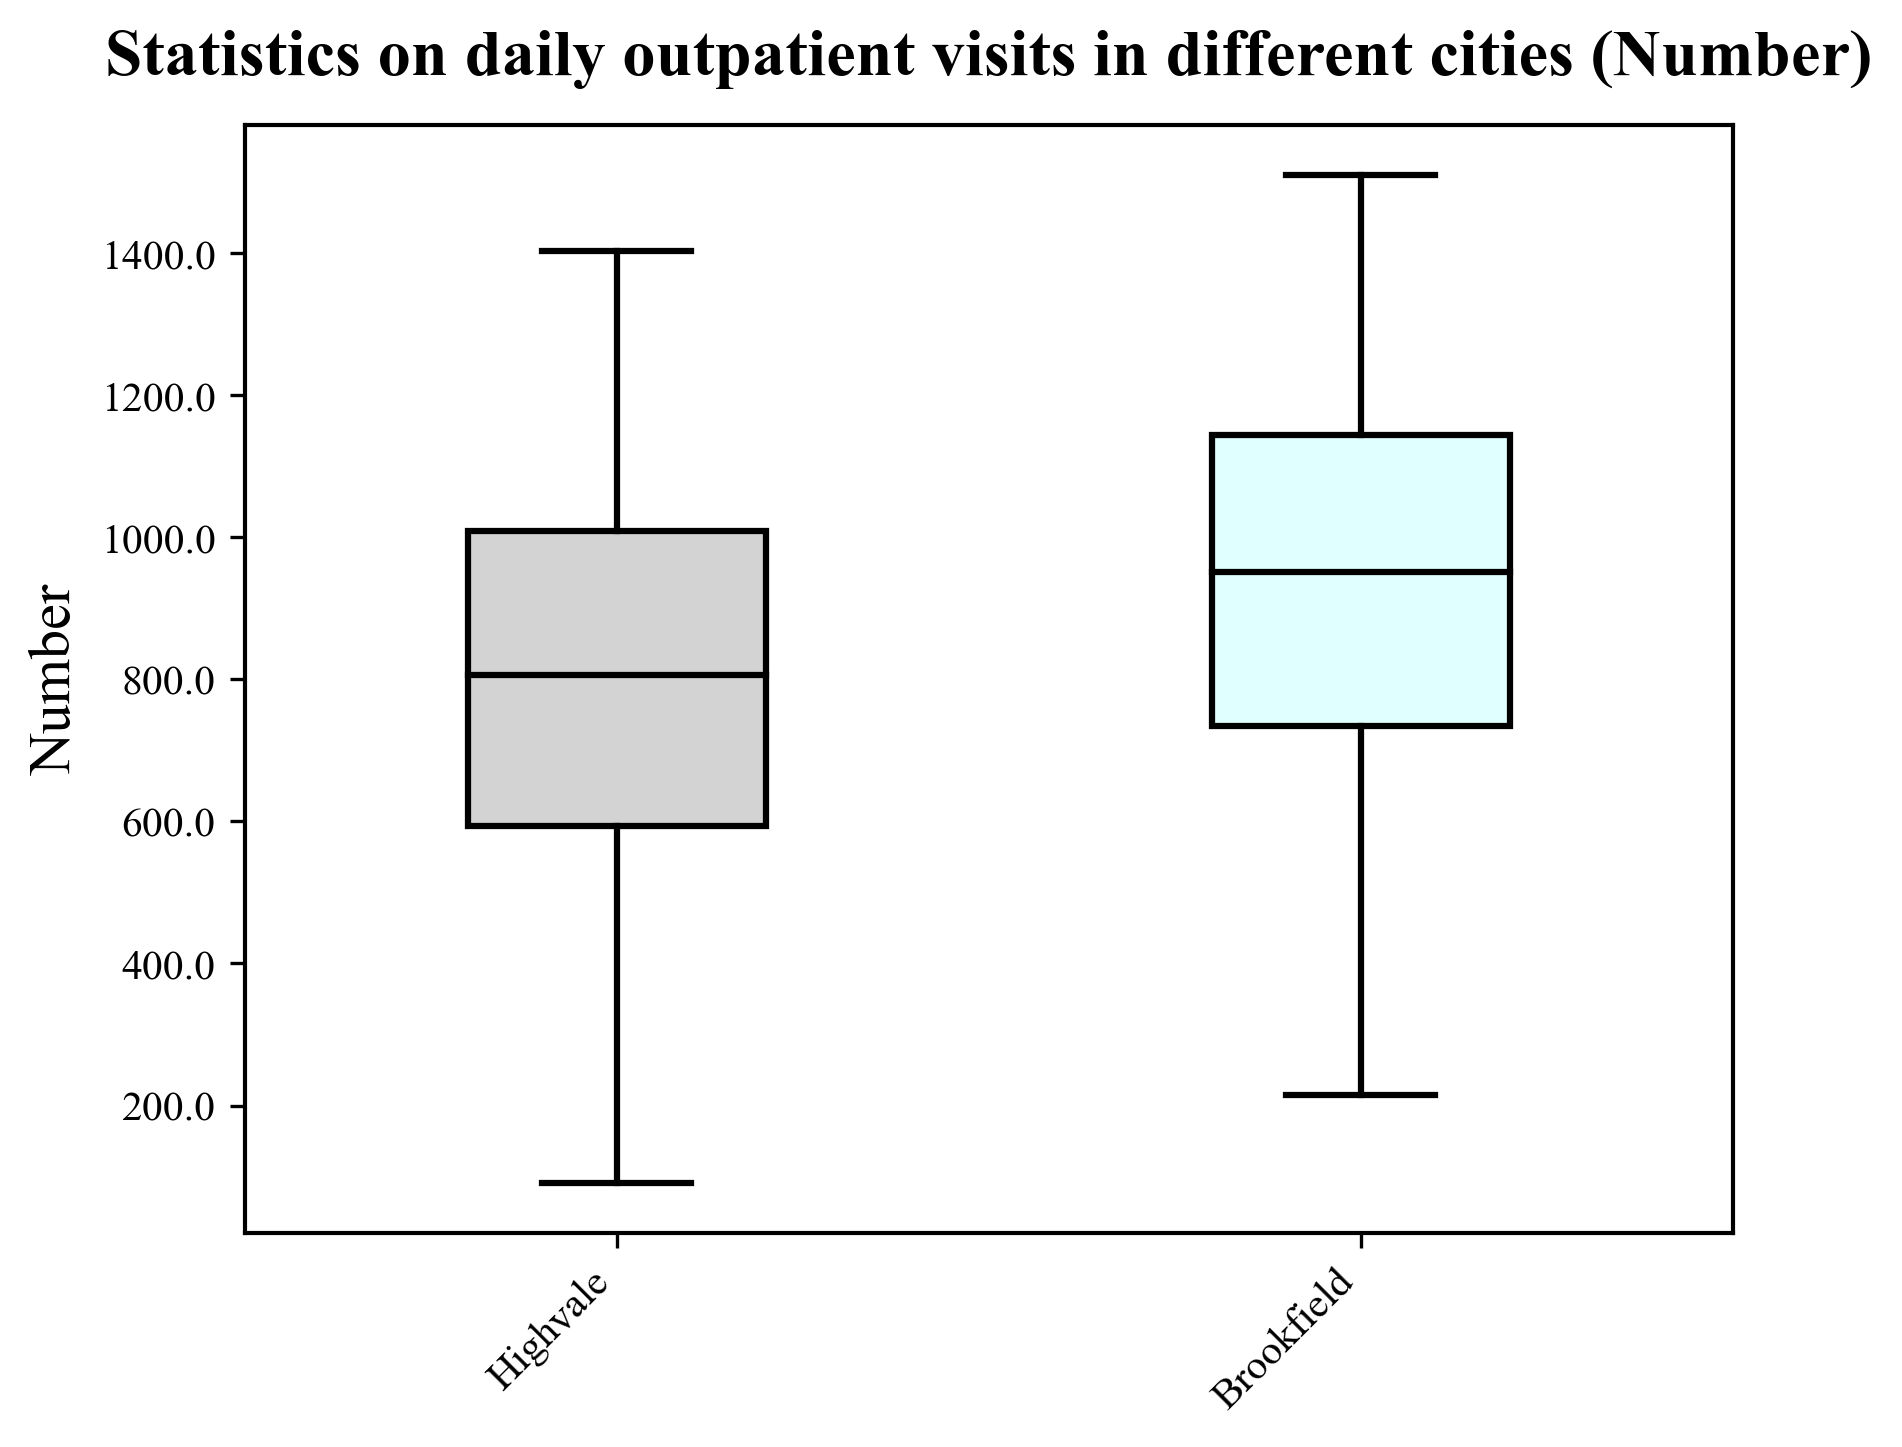 Statistics on daily outpatient visits in different cities (Number)
Number
1400.0
1200.0
1000.0
800.0
600.0
400.0
200.0
Highvale
Brookfield